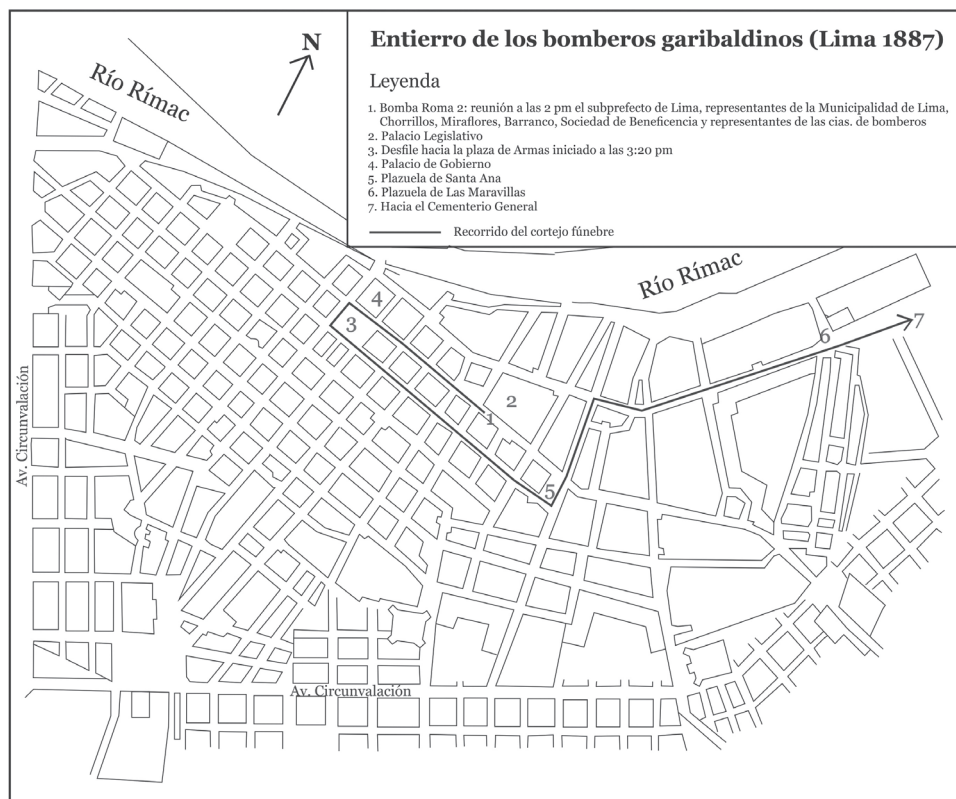 Entierro de los bomberos garibaldinos (Lima 1887)
Leyenda
1. Bomba Roma 2: reunión a las 2 pm el subprefecto de Lima, representantes de la Municipalidad de Lima,
Chorrillos, Miraflores, Barranco, Sociedad de Beneficencia y representantes de las cias. de bomberos
2. Palacio Legislativo
3. Desfile hacia la plaza de Armas iniciado a las 3:20 pm
4. Palacio de Gobierno
5. Plazuela de Santa Ana
6. Plazuela de Las Maravillas
7. Hacia el Cementerio General
Recorrido del cortejo fúnebre
N
Río Rímac
Río Rímac
4
3
7
6
2
1
5
Av. Circunvalación
Av. Circunvalación